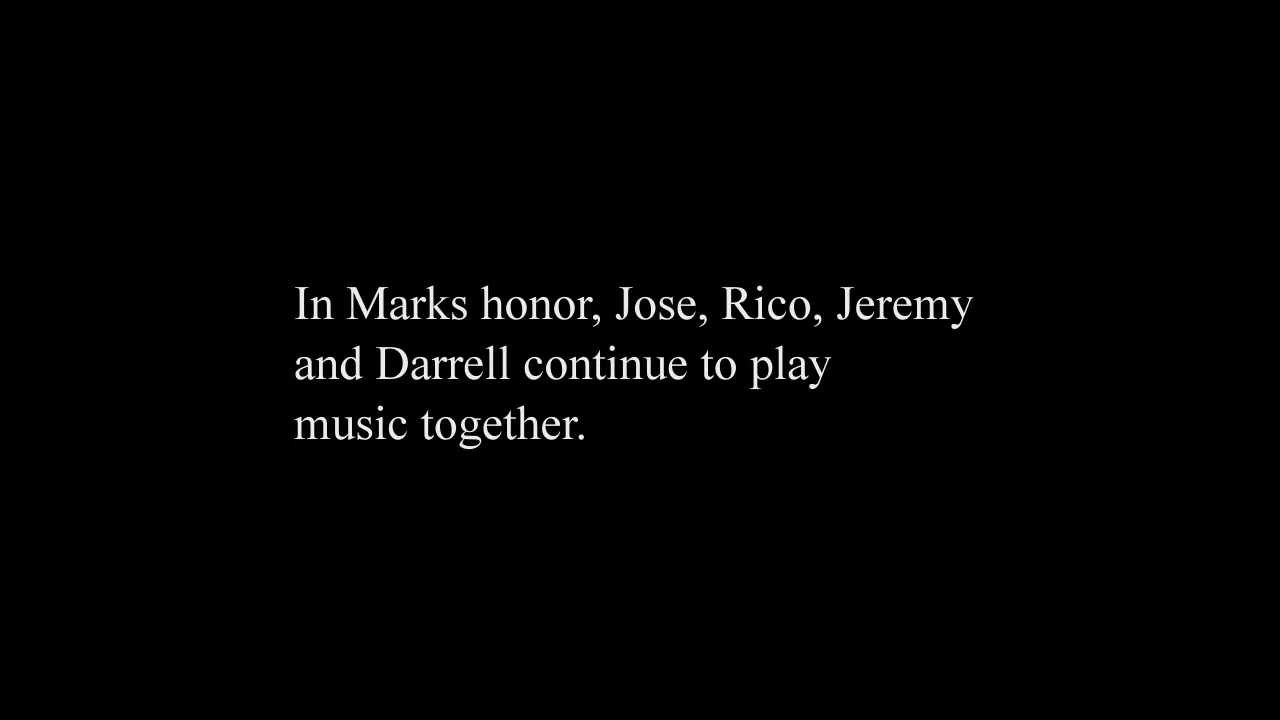 In Marks honor, Jose, Rico, Jeremy
and Darrell continue to play
music together.